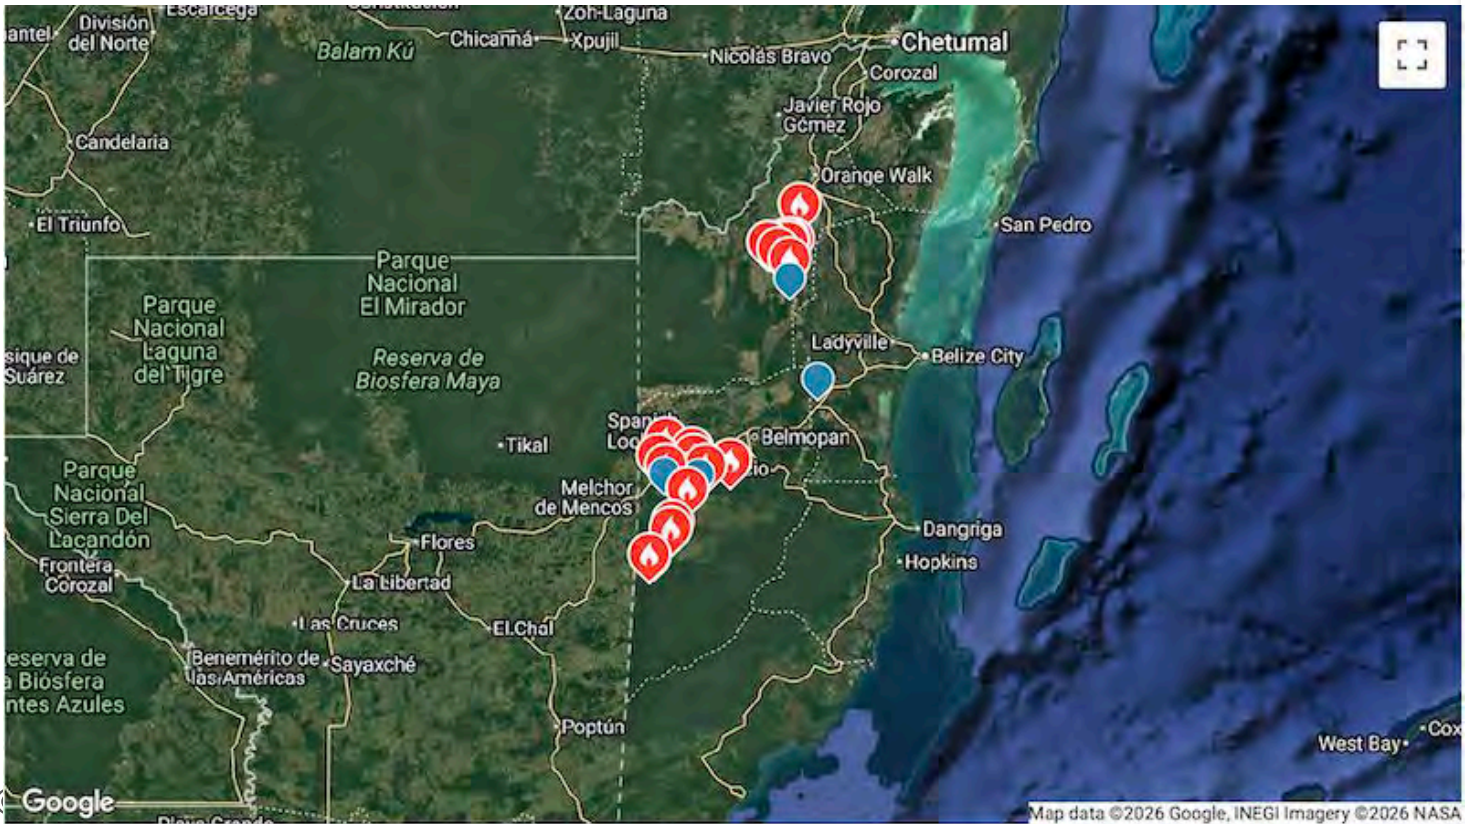 Escárcega
División
del Norte
Zoh-Laguna
Balam Kú
Chicanná
Xpujil
Nicolás Bravo
Chetumal
Corozal
Javier Rojo
Gómez
Candelaria
Orange Walk
El Triunfo
San Pedro
Parque
Nacional
El Mirador
Parque
Nacional
Laguna
del Tigre
Ladyville
Belize City
sique de
Suárez
Reserva de
Biosfera Maya
Tikal
Belmopan
Parque
Nacional
Sierra Del
Lacandón
Melchor
de Mencos
Flores
Dangriga
Hopkins
Frontera
Corozal
La Libertad
Las Cruces
El Chal
Benemérito de
las Américas
Sayaxché
eserva de
a Biósfera
ntes Azules
Poptún
West Bay
Cox
Google
Map data ©2026 Google, INEGI Imagery ©2026 NASA